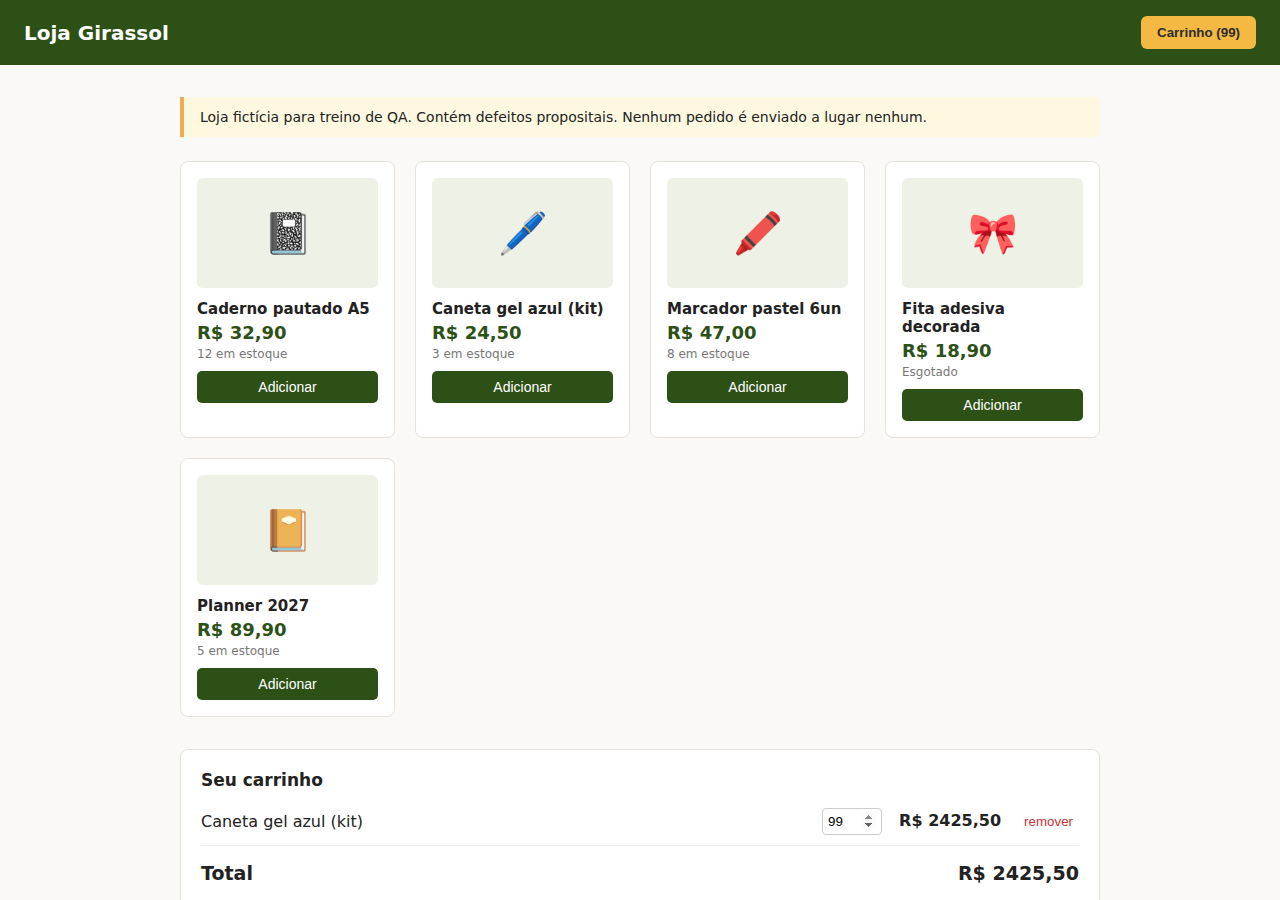 Loja Girassol
Carrinho (99)
Loja fictícia para treino de QA. Contém defeitos propositais. Nenhum pedido é enviado a lugar nenhum.
Caderno pautado A5
R$ 32,90
12 em estoque
Adicionar
Caneta gel azul (kit)
R$ 24,50
3 em estoque
Adicionar
Marcador pastel 6un
R$ 47,00
8 em estoque
Adicionar
Fita adesiva
decorada
R$ 18,90
Esgotado
Adicionar
Planner 2027
R$ 89,90
5 em estoque
Adicionar
Seu carrinho
Caneta gel azul (kit) 99 R$ 2425,50 remover
Total R$ 2425,50